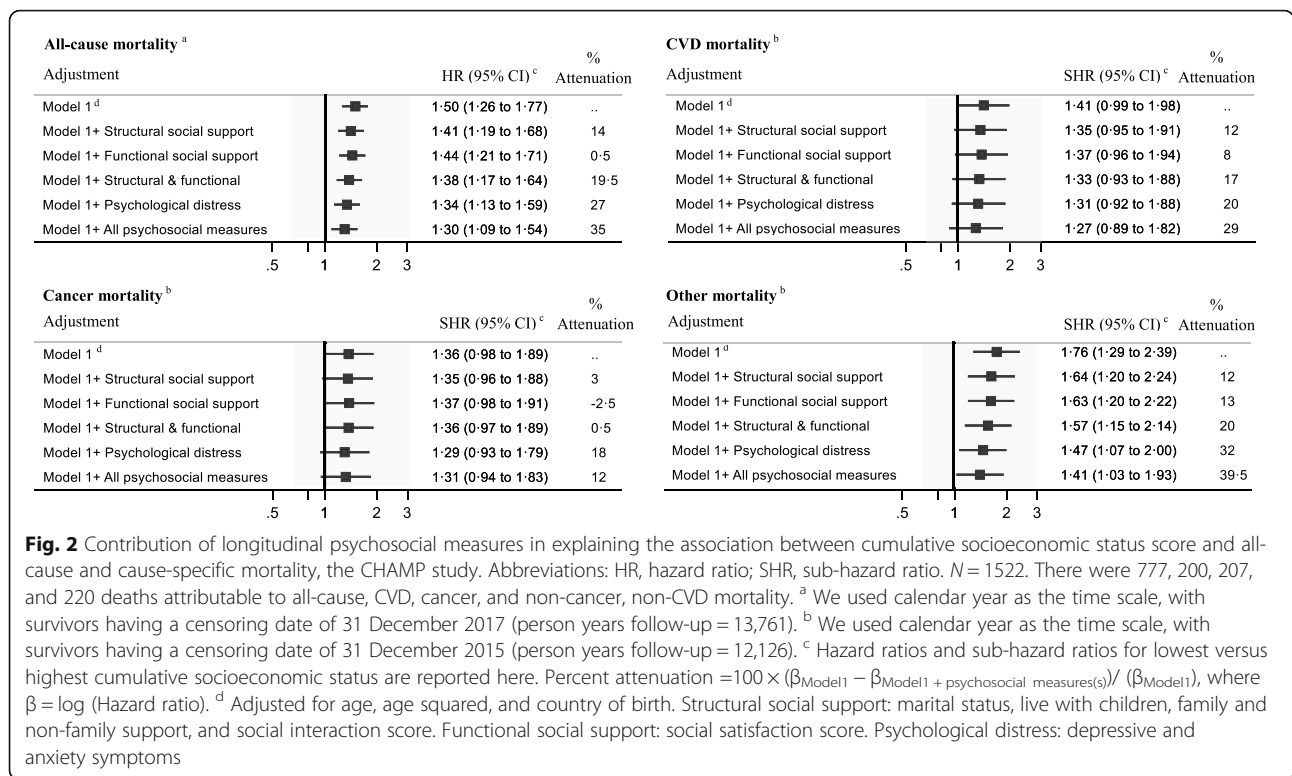 All-cause mortality a
%
Adjustment HR (95% CI) c Attenuation
Model 1 d 1·50 (1·26 to 1·77) ..
Model 1+ Structural social support 1·41 (1·19 to 1·68) 14
Model 1+ Functional social support 1·44 (1·21 to 1·71) 0·5
Model 1+ Structural & functional 1·38 (1·17 to 1·64) 19·5
Model 1+ Psychological distress 1·34 (1·13 to 1·59) 27
Model 1+ All psychosocial measures 1·30 (1·09 to 1·54) 35
.5 1 2 3
CVD mortality b
%
Adjustment SHR (95% CI) c Attenuation
Model 1 d 1·41 (0·99 to 1·98) ..
Model 1+ Structural social support 1·35 (0·95 to 1·91) 12
Model 1+ Functional social support 1·37 (0·96 to 1·94) 8
Model 1+ Structural & functional 1·33 (0·93 to 1·88) 17
Model 1+ Psychological distress 1·31 (0·92 to 1·88) 20
Model 1+ All psychosocial measures 1·27 (0·89 to 1·82) 29
.5 1 2 3
Cancer mortality b
%
Adjustment SHR (95% CI) c Attenuation
Model 1 d 1·36 (0·98 to 1·89) ..
Model 1+ Structural social support 1·35 (0·96 to 1·88) 3
Model 1+ Functional social support 1·37 (0·98 to 1·91) -2·5
Model 1+ Structural & functional 1·36 (0·97 to 1·89) 0·5
Model 1+ Psychological distress 1·29 (0·93 to 1·79) 18
Model 1+ All psychosocial measures 1·31 (0·94 to 1·83) 12
.5 1 2 3
Other mortality b
%
Adjustment SHR (95% CI) c Attenuation
Model 1 d 1·76 (1·29 to 2·39) ..
Model 1+ Structural social support 1·64 (1·20 to 2·24) 12
Model 1+ Functional social support 1·63 (1·20 to 2·22) 13
Model 1+ Structural & functional 1·57 (1·15 to 2·14) 20
Model 1+ Psychological distress 1·47 (1·07 to 2·00) 32
Model 1+ All psychosocial measures 1·41 (1·03 to 1·93) 39·5
.5 1 2 3
Fig. 2 Contribution of longitudinal psychosocial measures in explaining the association between cumulative socioeconomic status score and all-
cause and cause-specific mortality, the CHAMP study. Abbreviations: HR, hazard ratio; SHR, sub-hazard ratio. N = 1522. There were 777, 200, 207,
and 220 deaths attributable to all-cause, CVD, cancer, and non-cancer, non-CVD mortality. a We used calendar year as the time scale, with
survivors having a censoring date of 31 December 2017 (person years follow-up = 13,761). b We used calendar year as the time scale, with
survivors having a censoring date of 31 December 2015 (person years follow-up = 12,126). c Hazard ratios and sub-hazard ratios for lowest versus
highest cumulative socioeconomic status are reported here. Percent attenuation =100 × (βModel1 − βModel1 + psychosocial measures(s))/ (βModel1), where
β = log (Hazard ratio). d Adjusted for age, age squared, and country of birth. Structural social support: marital status, live with children, family and
non-family support, and social interaction score. Functional social support: social satisfaction score. Psychological distress: depressive and
anxiety symptoms